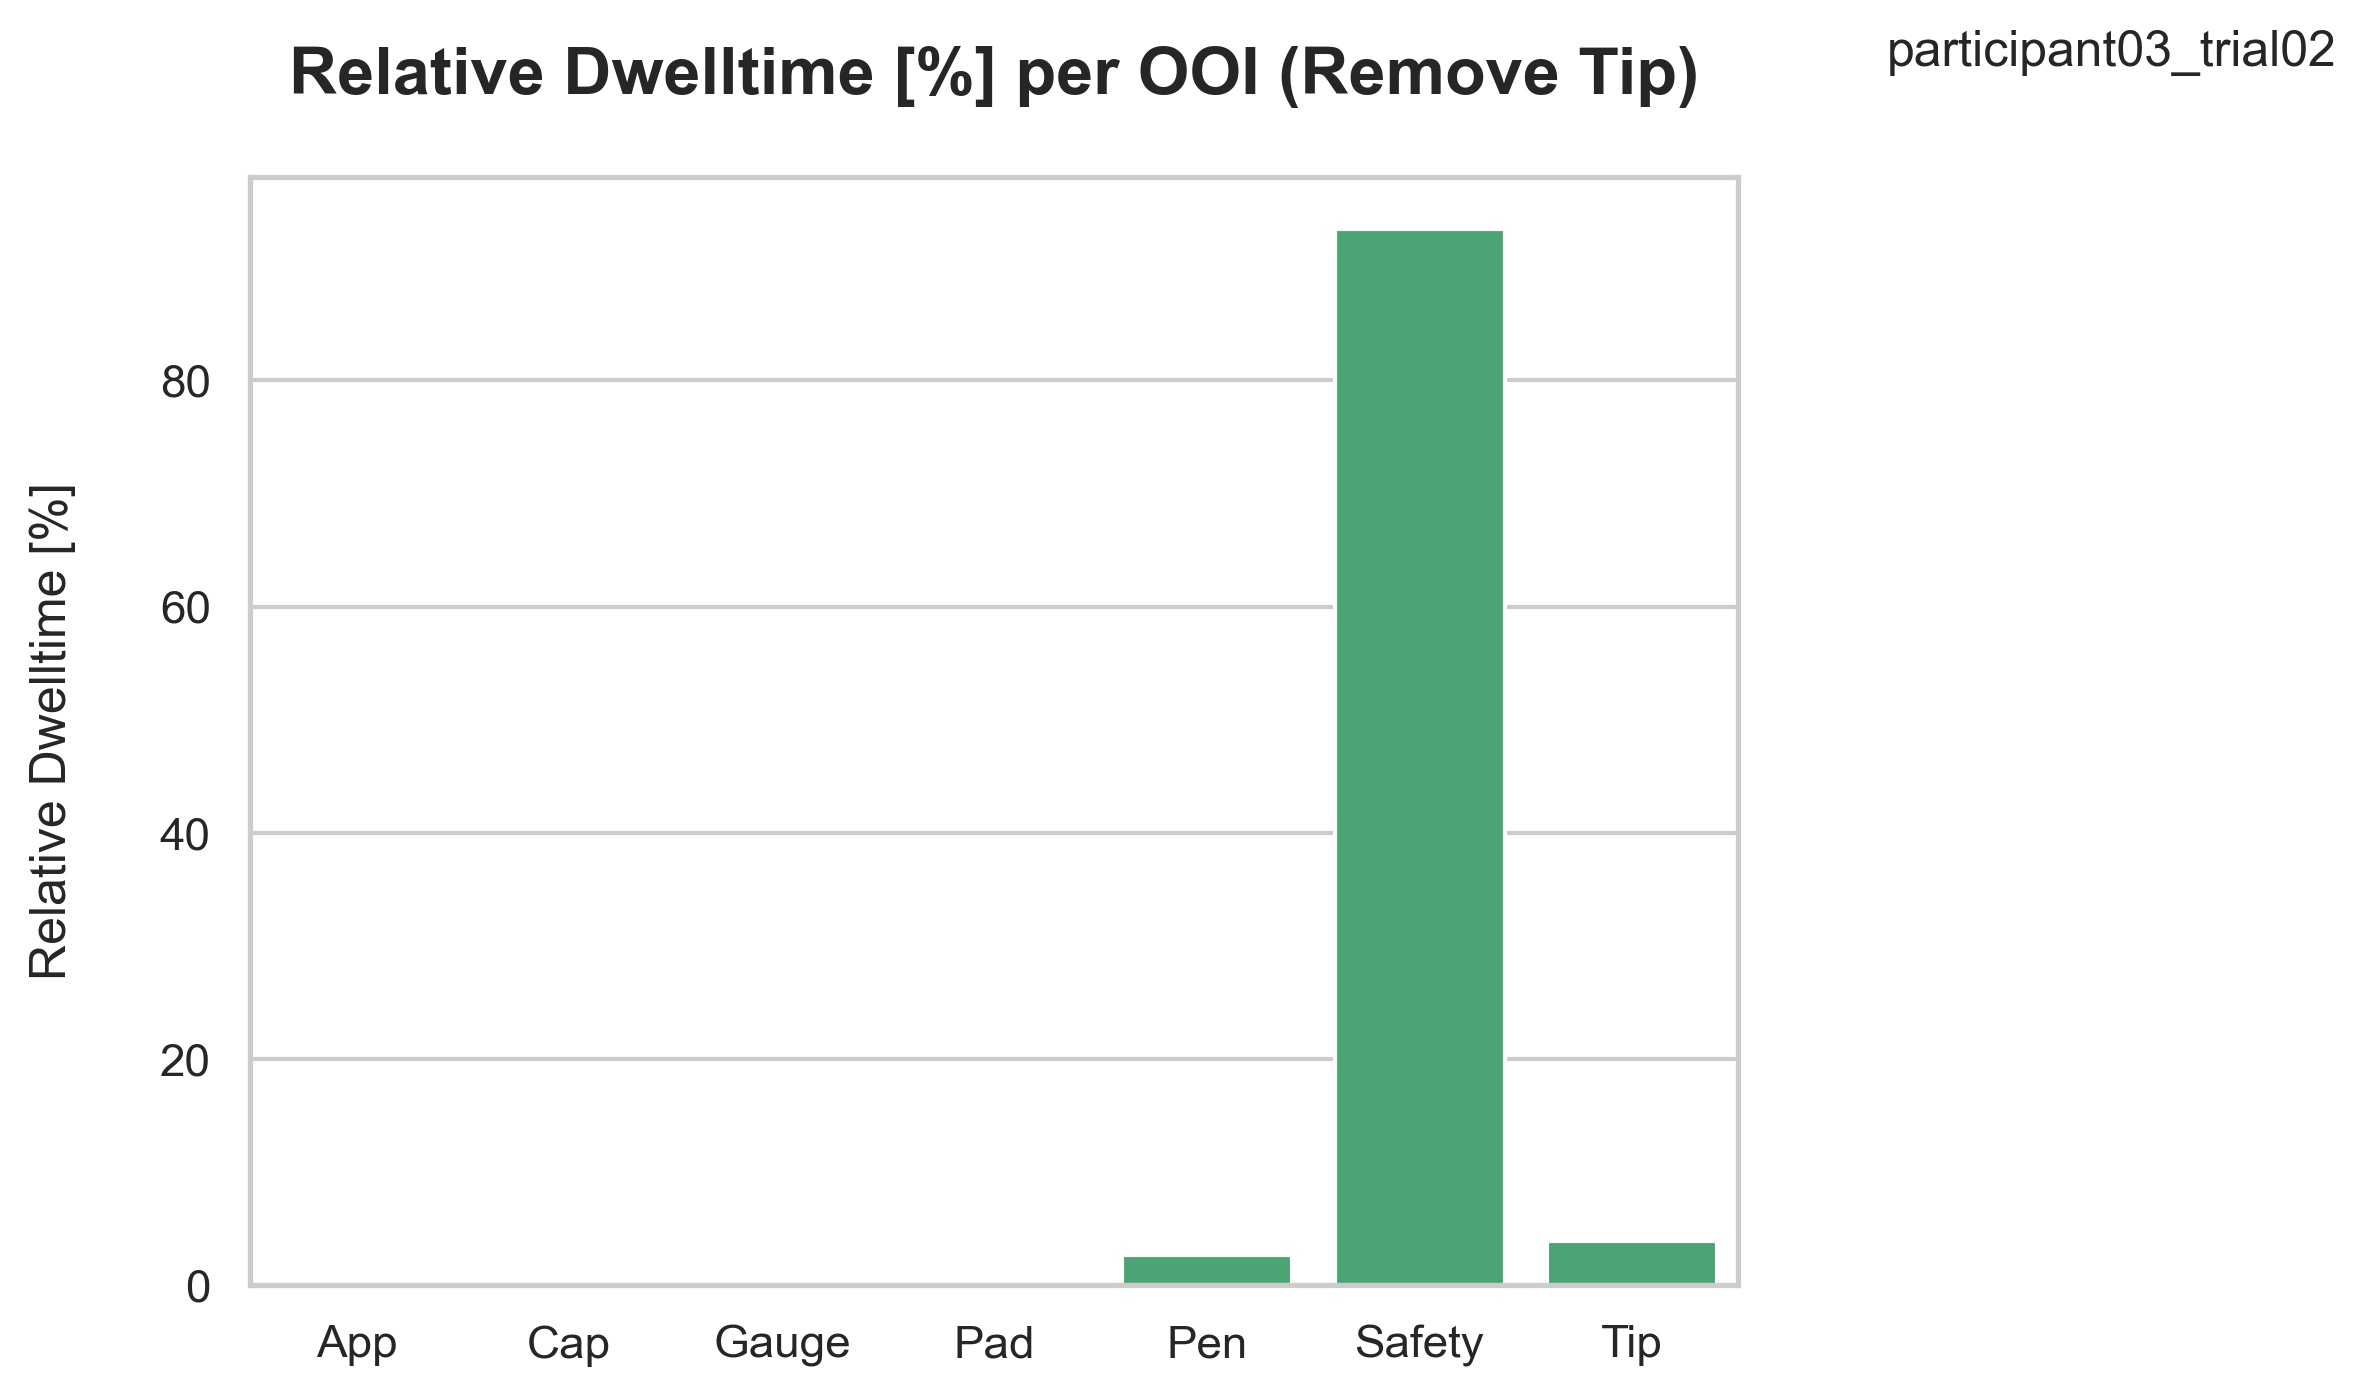 participant03_trial02
Relative Dwelltime [%] per OOI (Remove Tip)
Relative Dwelltime [%]
80
60
40
20
0
App Cap Gauge Pad Pen Safety Tip